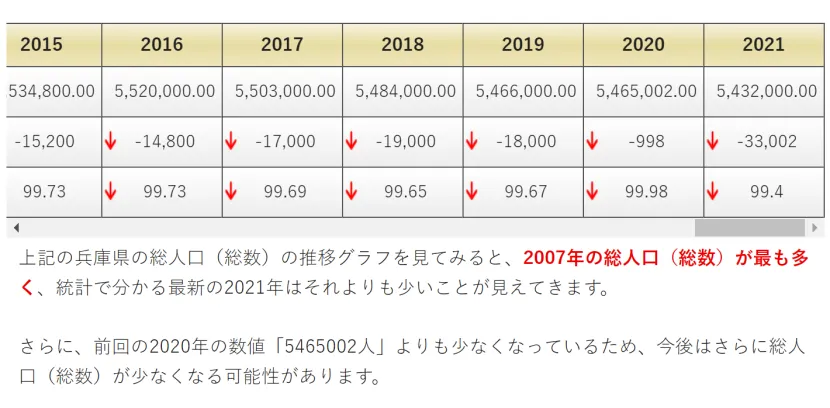 2015 2016 2017 2018 2019 2020 2021
534,800.00 5,520,000.00 5,503,000.00 5,484,000.00 5,466,000.00 5,465,002.00 5,432,000.00
-15,200 ↓ -14,800 ↓ -17,000 ↓ -19,000 ↓ -18,000 ↓ -998 ↓ -33,002
99.73 ↓ 99.73 ↓ 99.69 ↓ 99.65 ↓ 99.67 ↓ 99.98 ↓ 99.4
上記の兵庫県の総人口（総数）の推移グラフを見てみると、2007年の総人口（総数）が最も多
く、統計で分かる最新の2021年はそれよりも少いことが見えてきます。
さらに、前回の2020年の数値「5465002人」よりも少なくなっているため、今後はさらに総人
口（総数）が少なくなる可能性があります。